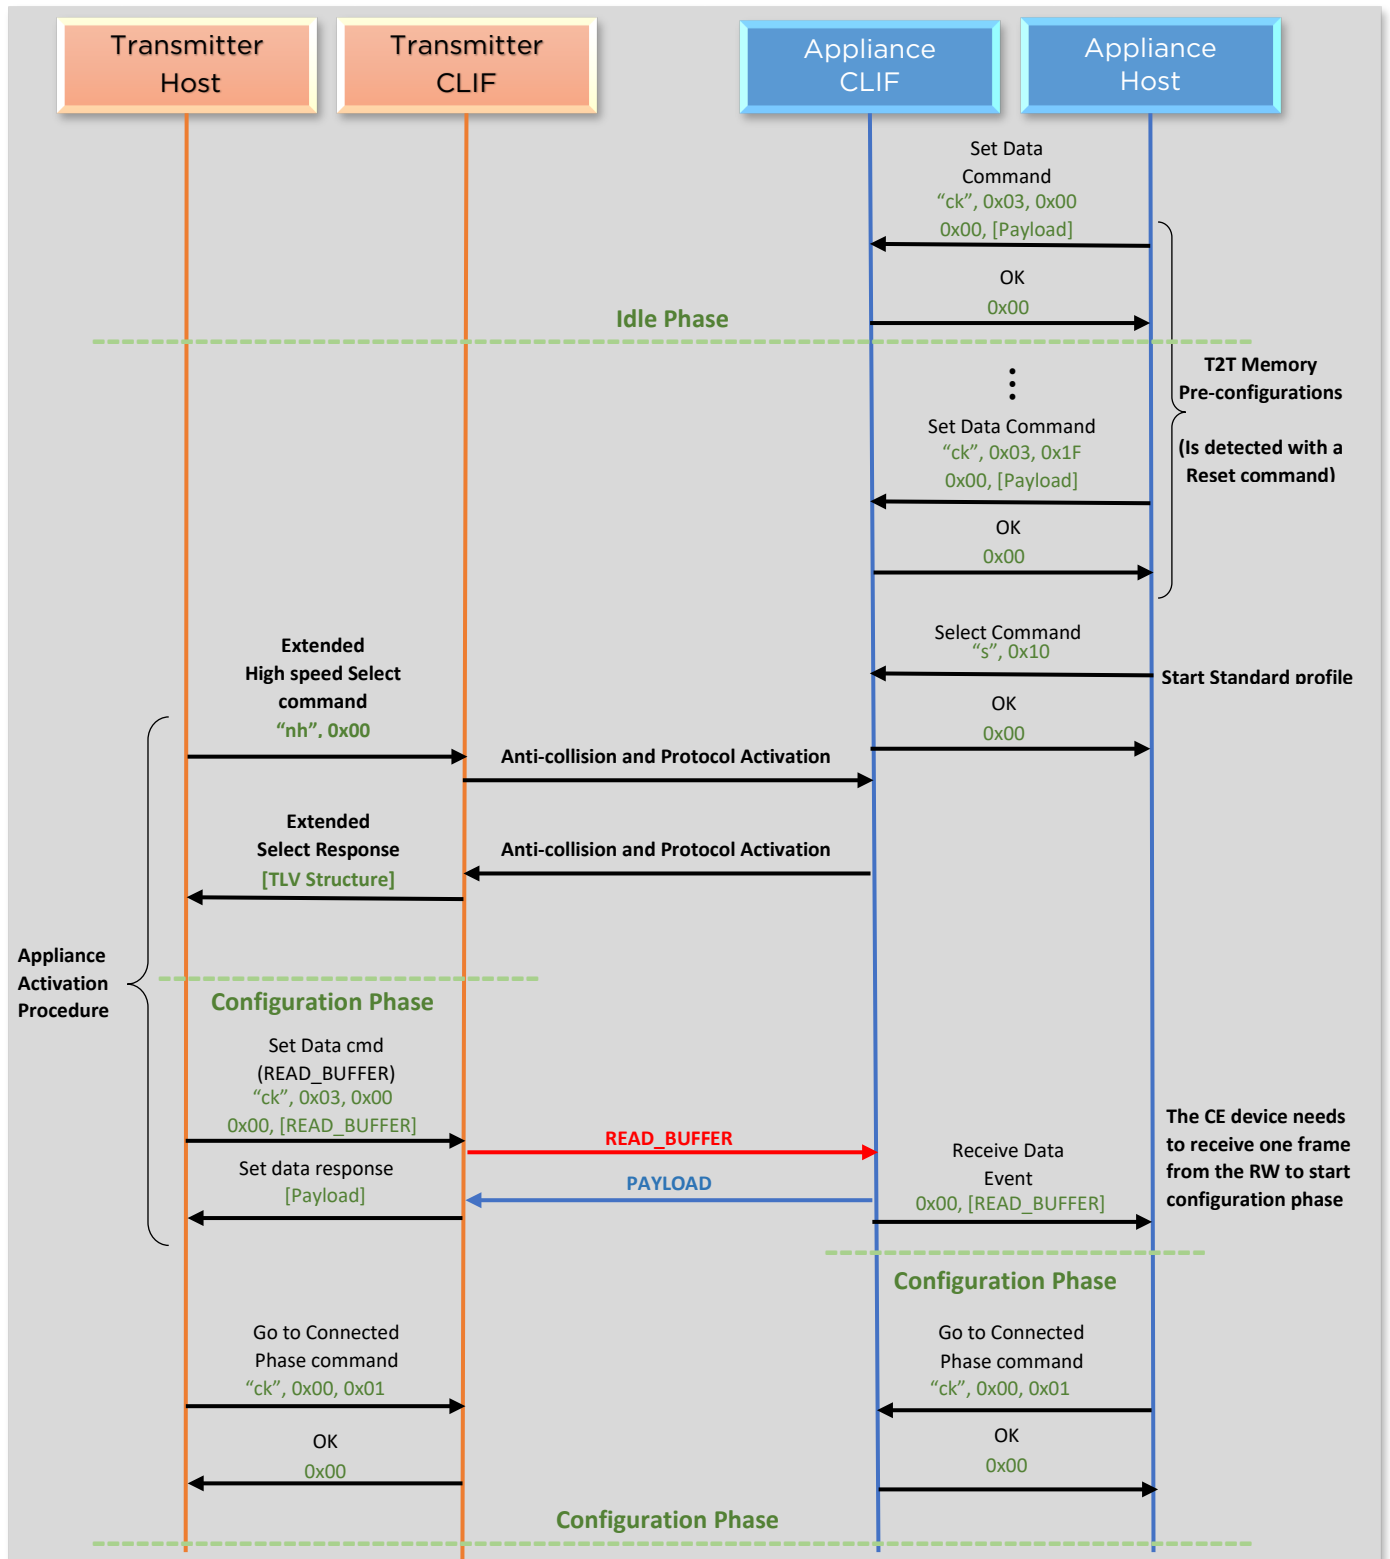 Transmitter
Host
Transmitter
CLIF
Appliance
CLIF
Appliance
Host
Set Data
Command
“ck”, 0x03, 0x00
0x00, [Payload]
OK
0x00
Idle Phase
T2T Memory
Pre-configurations
(Is detected with a
Reset command)
Set Data Command
“ck”, 0x03, 0x1F
0x00, [Payload]
OK
0x00
Select Command
“s”, 0x10
Start Standard profile
OK
0x00
Extended
High speed Select
command
“nh”, 0x00
Anti-collision and Protocol Activation
Extended
Select Response
[TLV Structure]
Anti-collision and Protocol Activation
Appliance
Activation
Procedure
Configuration Phase
Set Data cmd
(READ_BUFFER)
“ck”, 0x03, 0x00
0x00, [READ_BUFFER]
READ_BUFFER
Set data response
[Payload]
PAYLOAD
Receive Data
Event
0x00, [READ_BUFFER]
The CE device needs
to receive one frame
from the RW to start
configuration phase
Configuration Phase
Go to Connected
Phase command
“ck”, 0x00, 0x01
Go to Connected
Phase command
“ck”, 0x00, 0x01
OK
0x00
OK
0x00
Configuration Phase